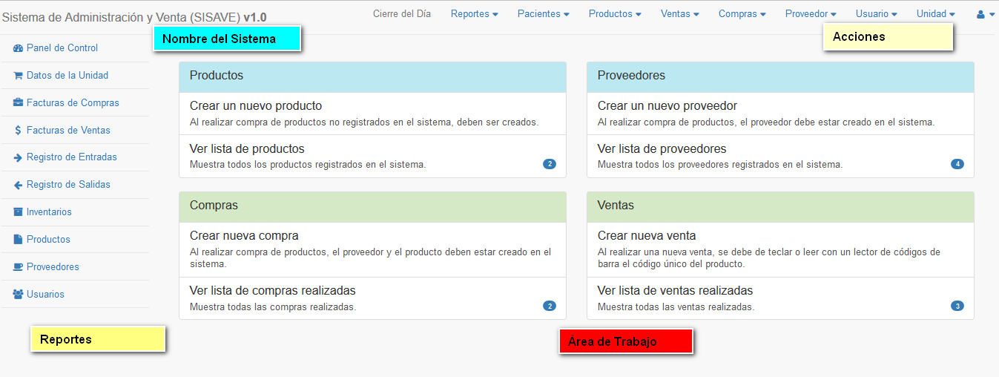 Sistema de Administración y Venta (SISAVE) v1.0
Cierre del Día Reportes Pacientes Productos Ventas Compras Proveedor Usuario Unidad
Nombre del Sistema
Acciones
Panel de Control
Datos de la Unidad
Facturas de Compras
Facturas de Ventas
Registro de Entradas
Registro de Salidas
Inventarios
Productos
Proveedores
Usuarios
Reportes
Productos
Crear un nuevo producto
Al realizar compra de productos no registrados en el sistema, deben ser creados.
Ver lista de productos
Muestra todos los productos registrados en el sistema. 2
Proveedores
Crear un nuevo proveedor
Al realizar compra de productos, el proveedor debe estar creado en el sistema.
Ver lista de proveedores
Muestra todos los proveedores registrados en el sistema. 4
Compras
Crear nueva compra
Al realizar compra de productos, el proveedor y el producto deben estar creado en el
sistema.
Ver lista de compras realizadas
Muestra todas las compras realizadas. 2
Ventas
Crear nueva venta
Al realizar una nueva venta, se debe de teclar o leer con un lector de códigos de
barra el código único del producto.
Ver lista de ventas realizadas
Muestra todas las ventas realizadas. 3
Área de Trabajo